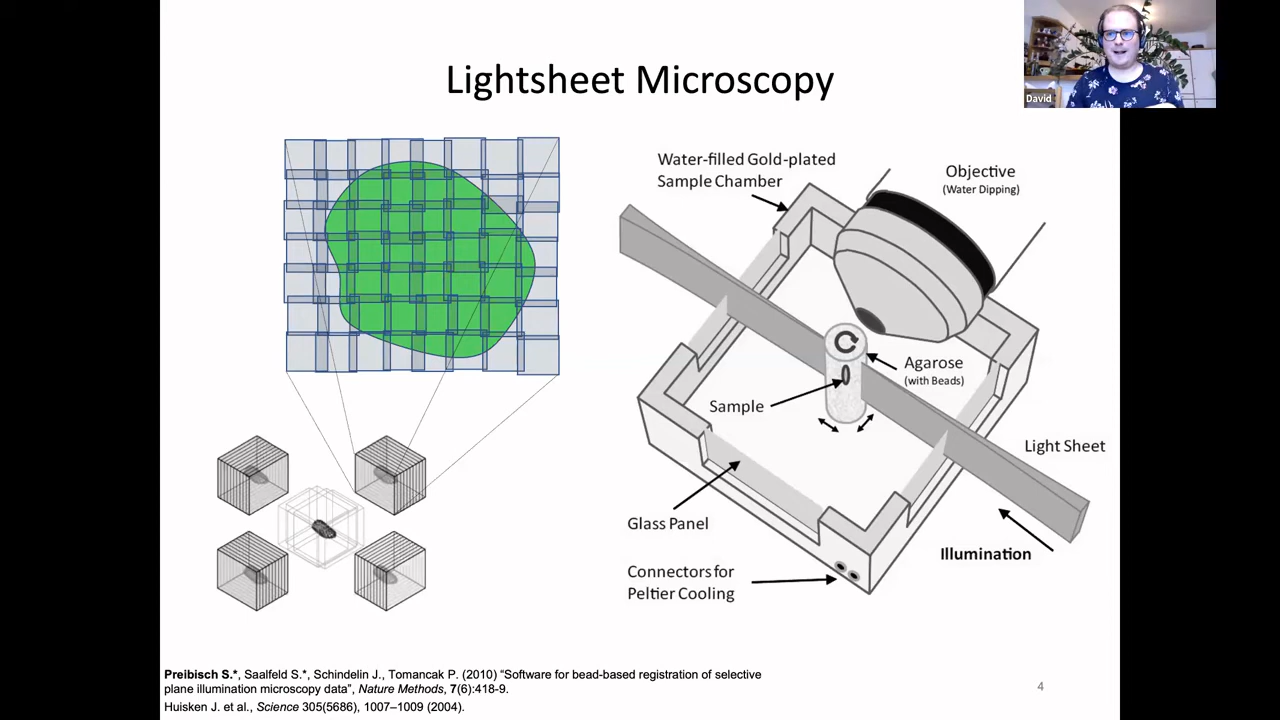 David
Lightsheet Microscopy
Water-filled Gold-plated
Sample Chamber
Objective
(Water Dipping)
Agarose
(with Beads)
Sample
Light Sheet
Glass Panel
Illumination
Connectors for
Peltier Cooling
Preibisch S.*, Saalfeld S.*, Schindelin J., Tomancak P. (2010) “Software for bead-based registration of selective
plane illumination microscopy data”, Nature Methods, 7(6):418-9.
Huisken J. et al., Science 305(5686), 1007–1009 (2004).
4